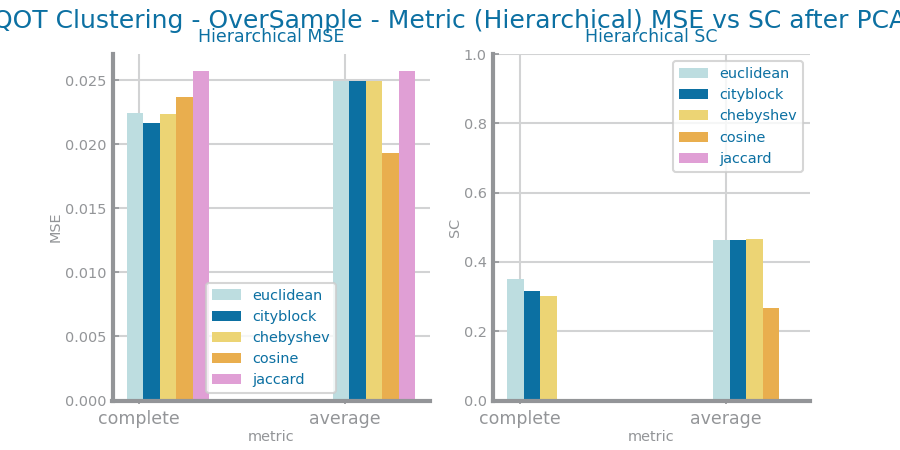 QOT Clustering - OverSample - Metric (Hierarchical) MSE vs SC after PCA
Hierarchical MSE
Hierarchical SC
MSE
0.025
0.020
0.015
0.010
0.005
0.000
complete
average
metric
euclidean
cityblock
chebyshev
cosine
jaccard
SC
1.0
0.8
0.6
0.4
0.2
0.0
complete
average
metric
euclidean
cityblock
chebyshev
cosine
jaccard